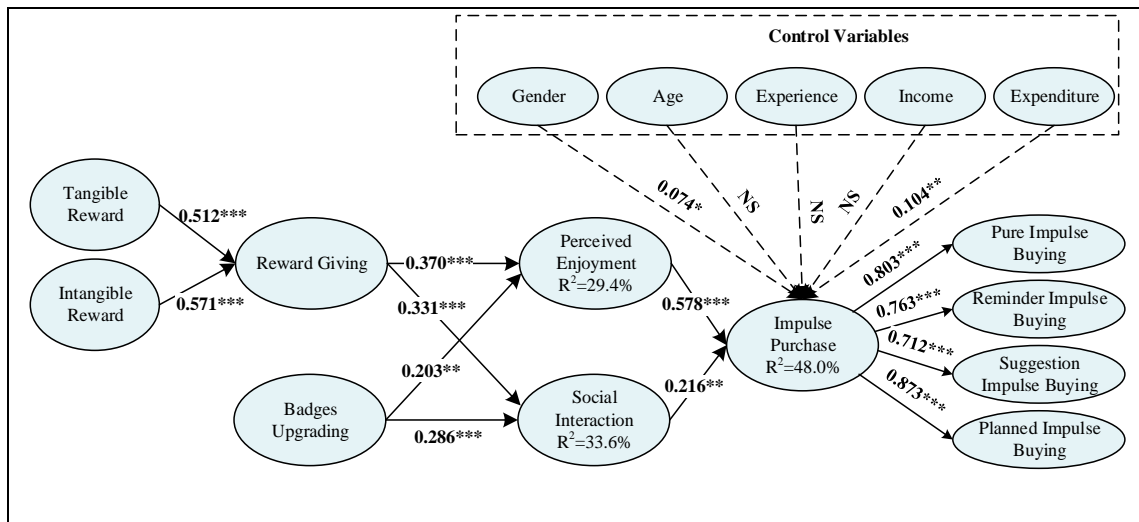 Control Variables
Gender
Age
Experience
Income
Expenditure
0.074*
NS
NS
NS
0.104**
Tangible
Reward
0.512***
Intangible
Reward
0.571***
Reward Giving
0.370***
0.331***
Badges
Upgrading
0.203**
0.286***
Perceived
Enjoyment
R²=29.4%
0.578***
Social
Interaction
R²=33.6%
0.216**
Impulse
Purchase
R²=48.0%
0.803***
0.763***
0.712***
0.873***
Pure Impulse
Buying
Reminder Impulse
Buying
Suggestion
Impulse Buying
Planned Impulse
Buying